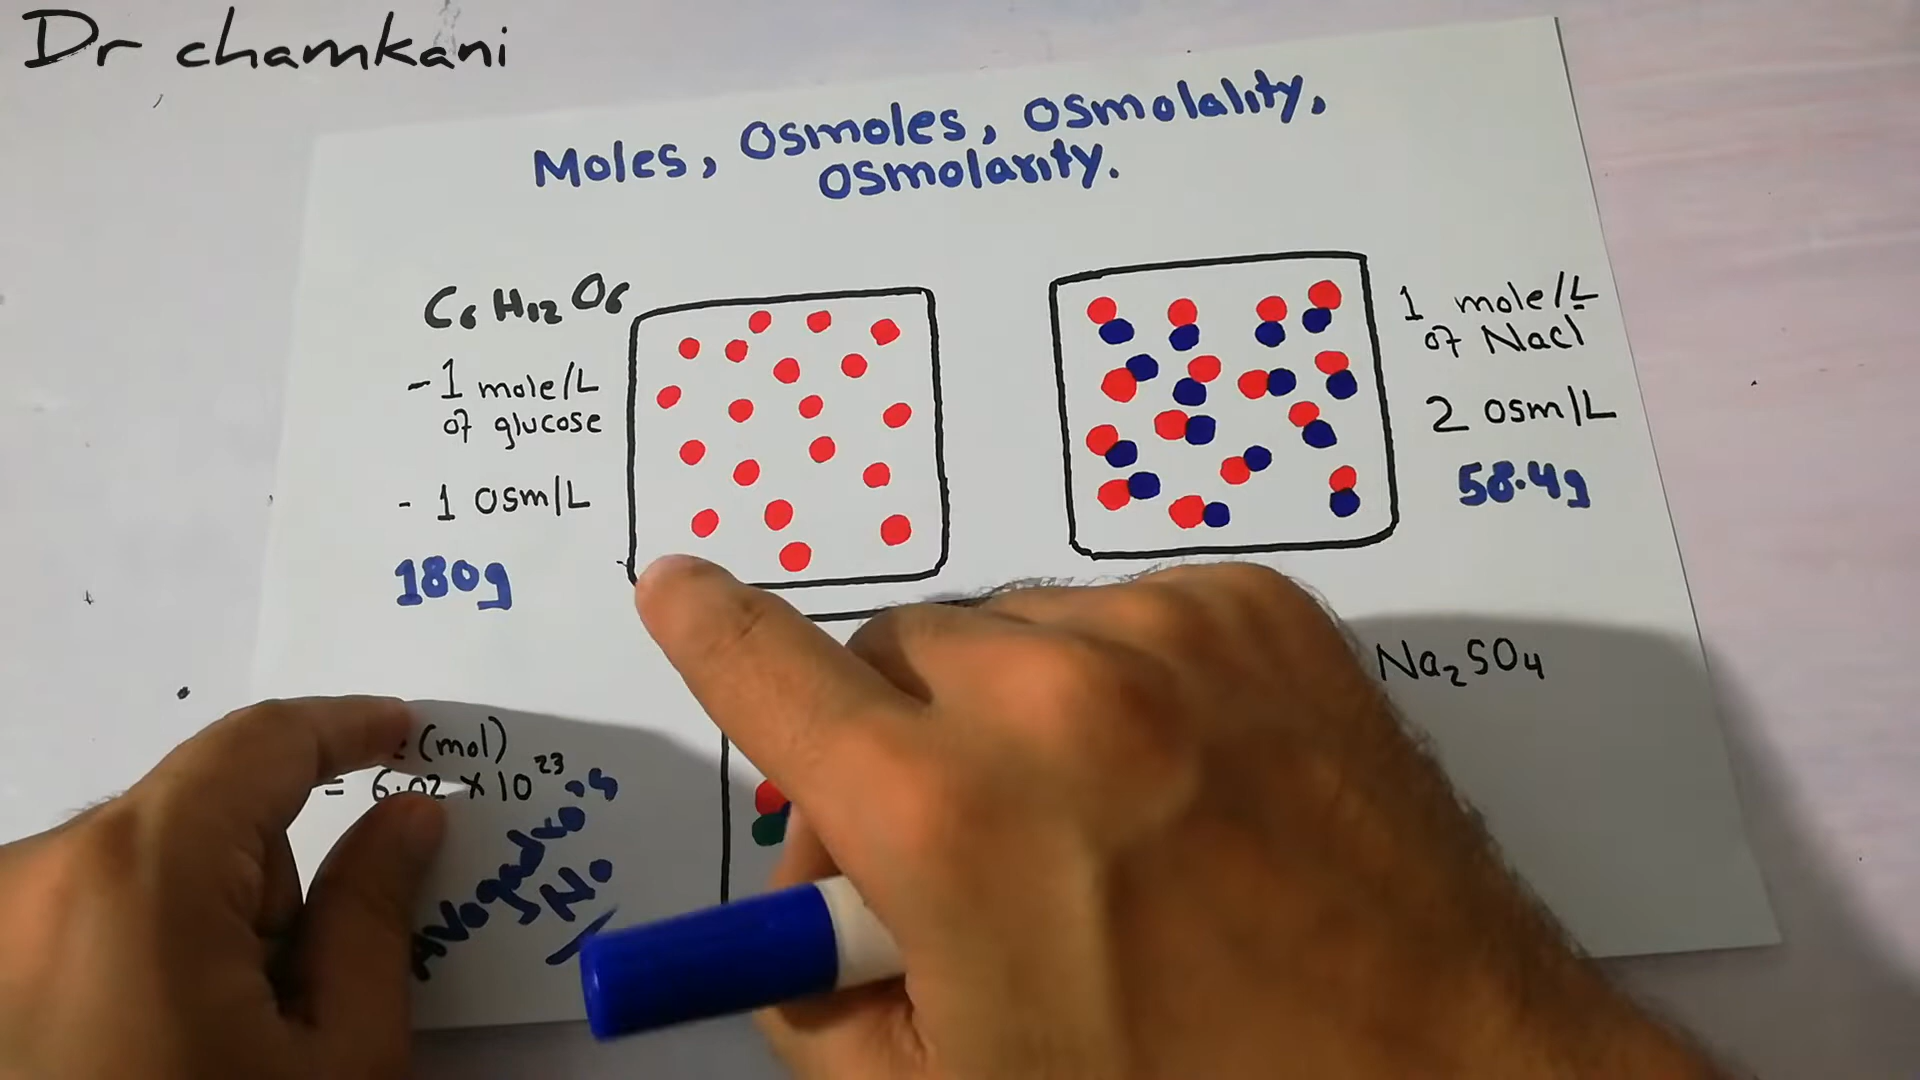 Dr chamkani
Moles, Osmoles, Osmolality,
Osmolarity.
C6H12O6
- 1 mole/L
of glucose
- 1 Osm/L
180g
1 mole/L
of Nacl
2 Osm/L
58.4g
Na2SO4
(mol)
= 6.02 X 10^23
Avogadro's
No